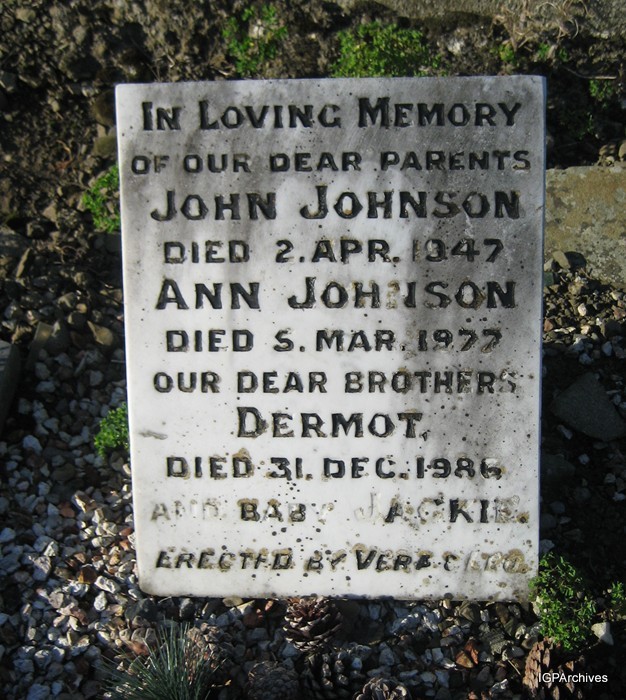 In Loving Memory
OF OUR DEAR PARENTS
JOHN JOHNSON
DIED 2. APR. 1947
ANN JOHNSON
DIED 5. MAR. 1977
OUR DEAR BROTHERS
DERMOT,
DIED 31. DEC. 1986
AND BABY JACKIE.
ERECTED BY VERA
IGPArchives